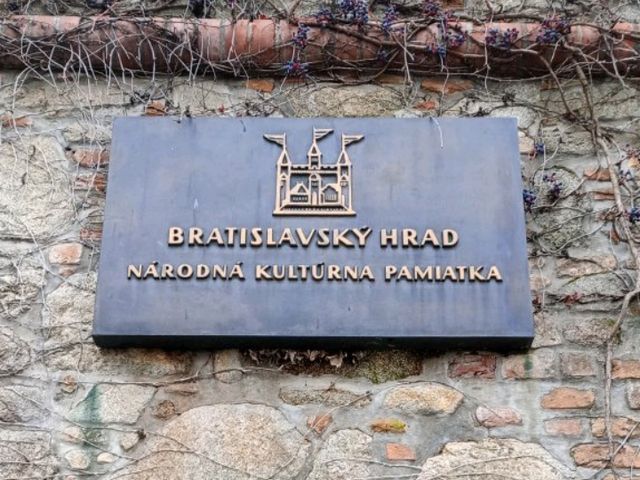 BRATISLAVSKÝ HRAD
NÁRODNÁ KULTÚRNA PAMIATKA